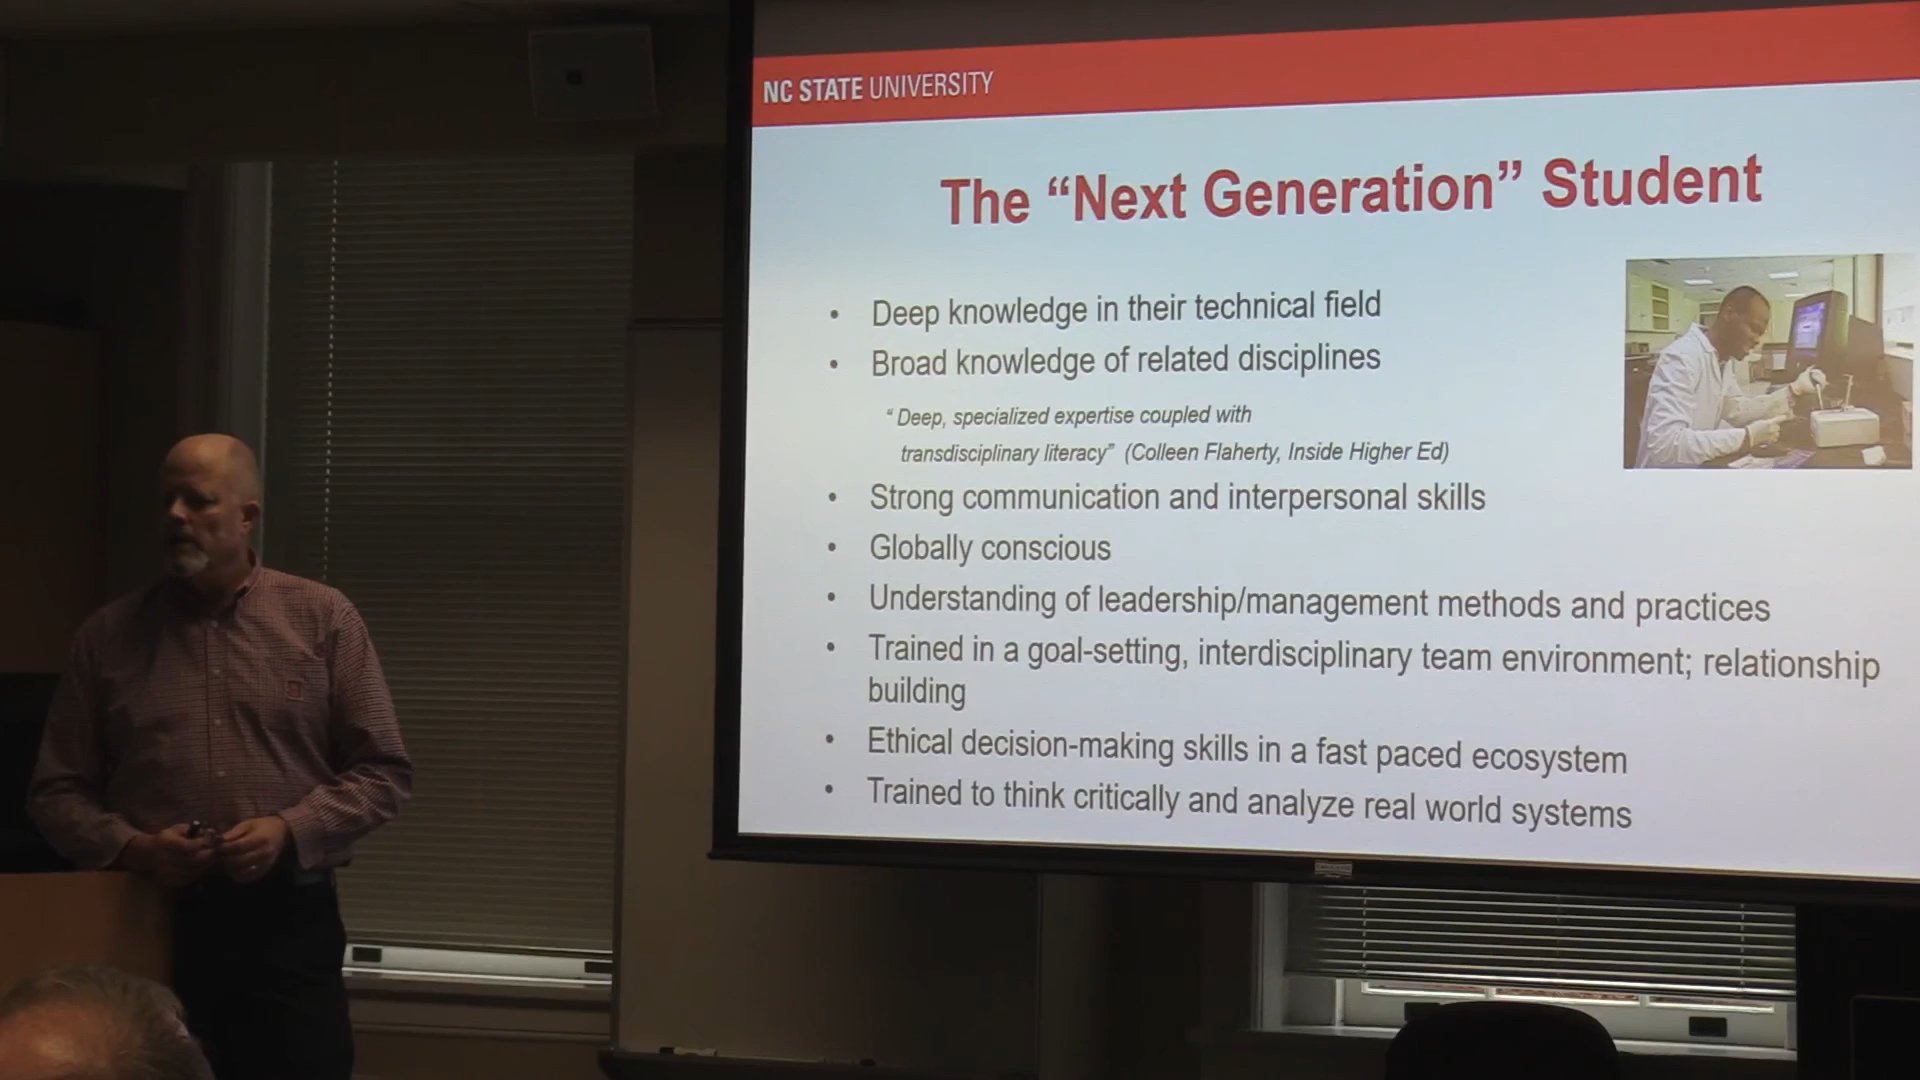 NC STATE UNIVERSITY
The “Next Generation” Student
• Deep knowledge in their technical field
• Broad knowledge of related disciplines
“ Deep, specialized expertise coupled with
transdisciplinary literacy” (Colleen Flaherty, Inside Higher Ed)
• Strong communication and interpersonal skills
• Globally conscious
• Understanding of leadership/management methods and practices
• Trained in a goal-setting, interdisciplinary team environment; relationship
building
• Ethical decision-making skills in a fast paced ecosystem
• Trained to think critically and analyze real world systems